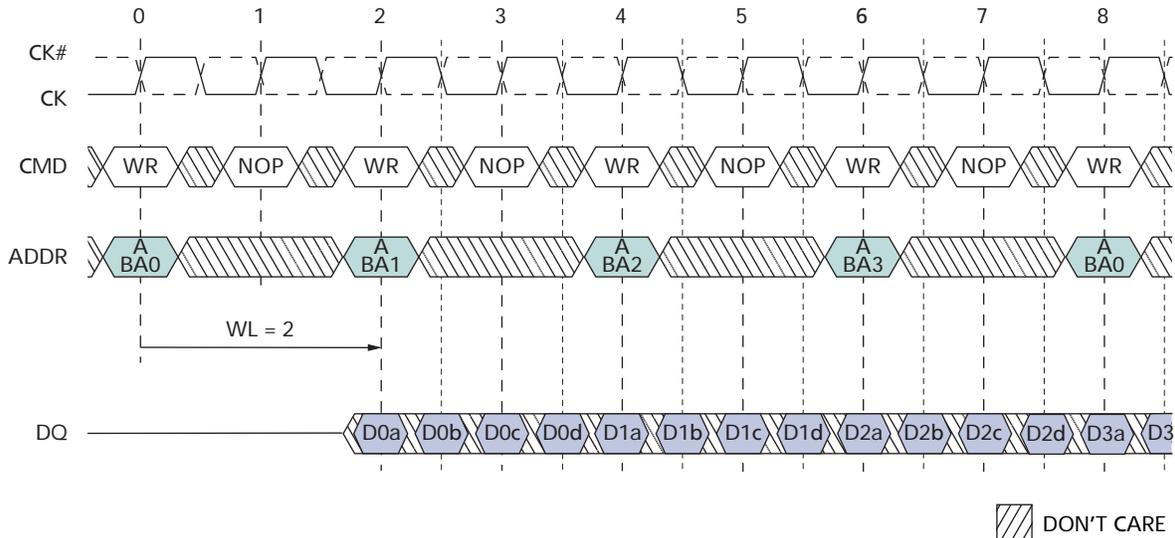 0 1 2 3 4 5 6 7 8
CK#
CK
CMD WR NOP WR NOP WR NOP WR NOP WR
ADDR
A A A A A
BA0 BA1 BA2 BA3 BA0
WL = 2
DQ D0a D0b D0c D0d D1a D1b D1c D1d D2a D2b D2c D2d D3a D3
DON'T CARE